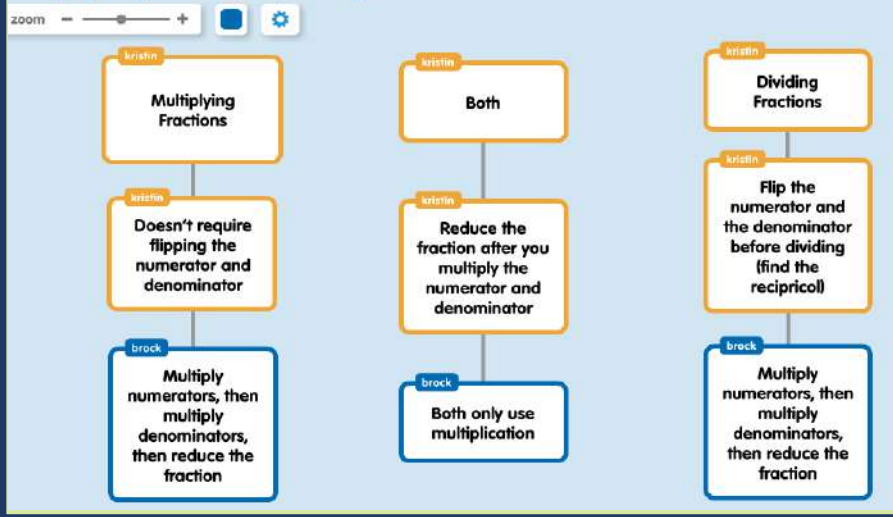 zoom
kristin
Multiplying
Fractions
kristin
Doesn't require
flipping the
numerator and
denominator
brock
Multiply
numerators, then
multiply
denominators,
then reduce the
fraction
kristin
Both
kristin
Reduce the
fraction after you
multiply the
numerator and
denominator
brock
Both only use
multiplication
kristin
Dividing
Fractions
kristin
Flip the
numerator and
the denominator
before dividing
(find the
recipricol)
brock
Multiply
numerators, then
multiply
denominators,
then reduce the
fraction